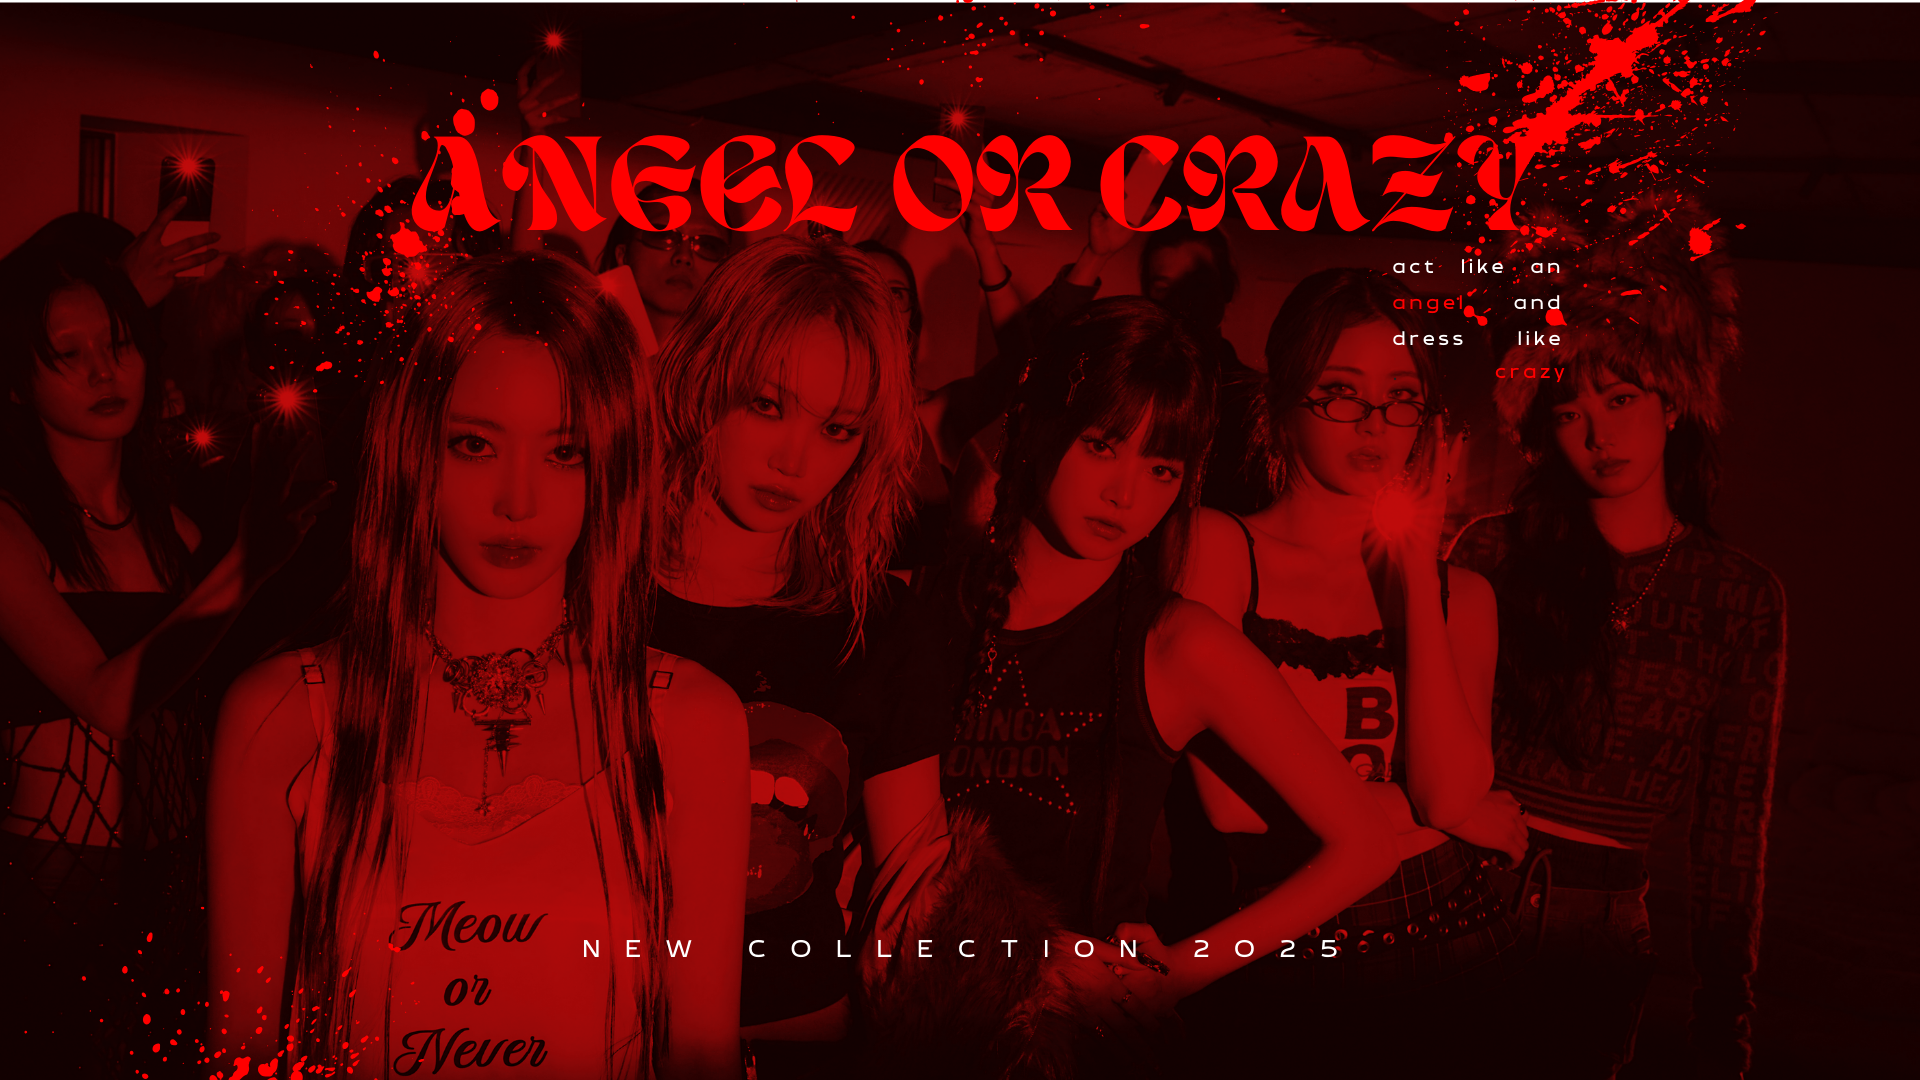 ANGEL OR CRAZY
act like an
angel and
dress like
crazy
B
NEW COLLECTION 2025
Meow
or
Never